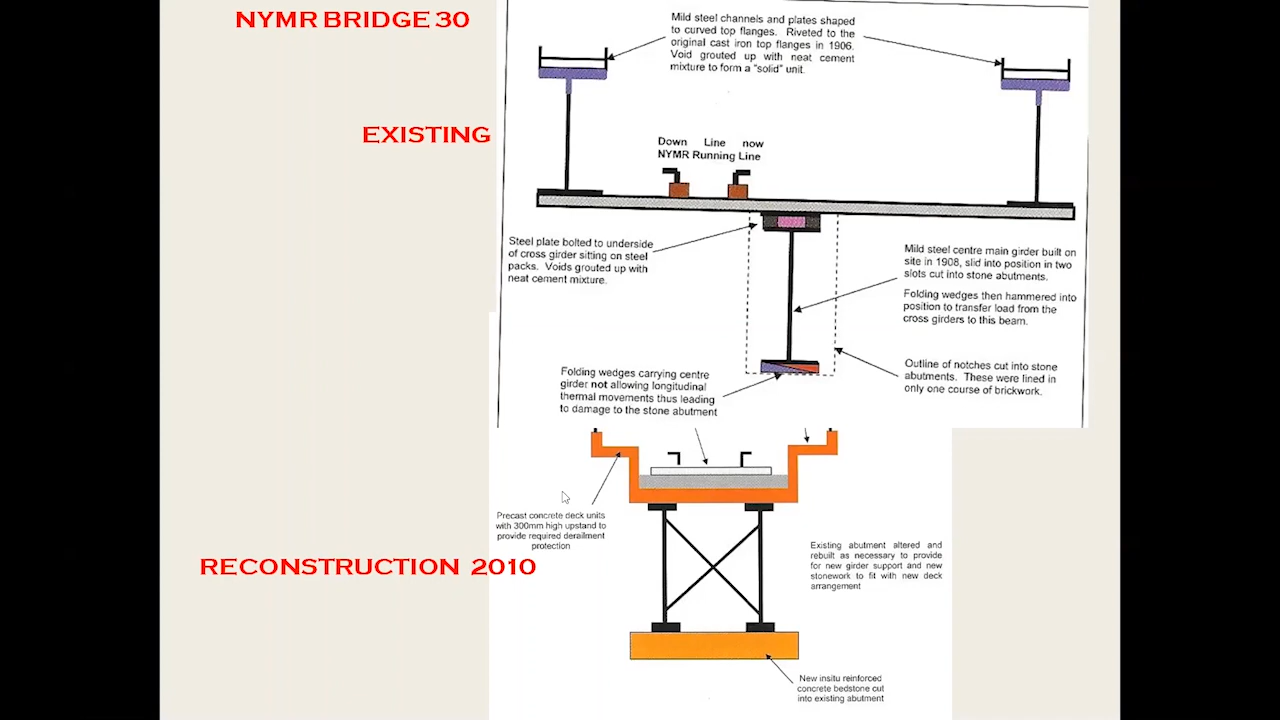 NYMR BRIDGE 30
EXISTING
Mild steel channels and plates shaped
to curved top flanges. Riveted to the
original cast iron top flanges in 1906.
Void grouted up with neat cement
mixture to form a "solid" unit.
Down Line now
NYMR Running Line
Steel plate bolted to underside
of cross girder sitting on steel
packs. Voids grouted up with
neat cement mixture.
Mild steel centre main girder built on
site in 1908, slid into position in two
slots cut into stone abutments.
Folding wedges then hammered into
position to transfer load from the
cross girders to this beam.
Outline of notches cut into stone
abutments. These were lined in
only one course of brickwork.
Folding wedges carrying centre
girder not allowing longitudinal
thermal movements thus leading
to damage to the stone abutment
RECONSTRUCTION 2010
Precast concrete deck units
with 300mm high upstand to
provide required derailment
protection
Existing abutment altered and
rebuilt as necessary to provide
for new girder support and new
stonework to fit with new deck
arrangement
New insitu reinforced
concrete bedstone cut
into existing abutment